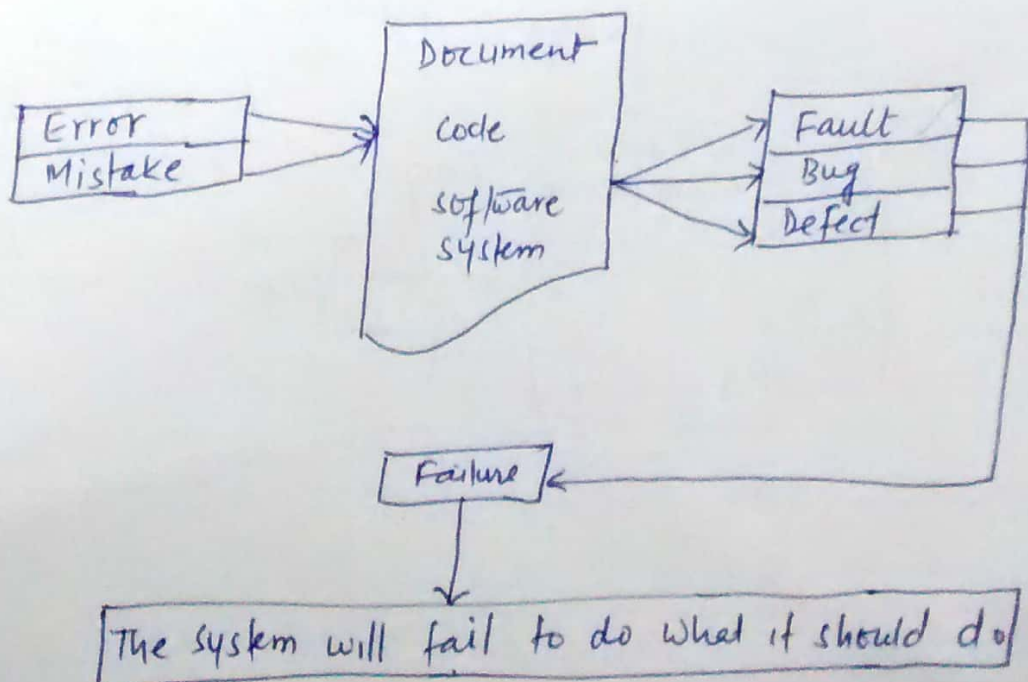 Document
Error
Mistake
code
software
system
Fault
Bug
Defect
Failure
The system will fail to do what it should do